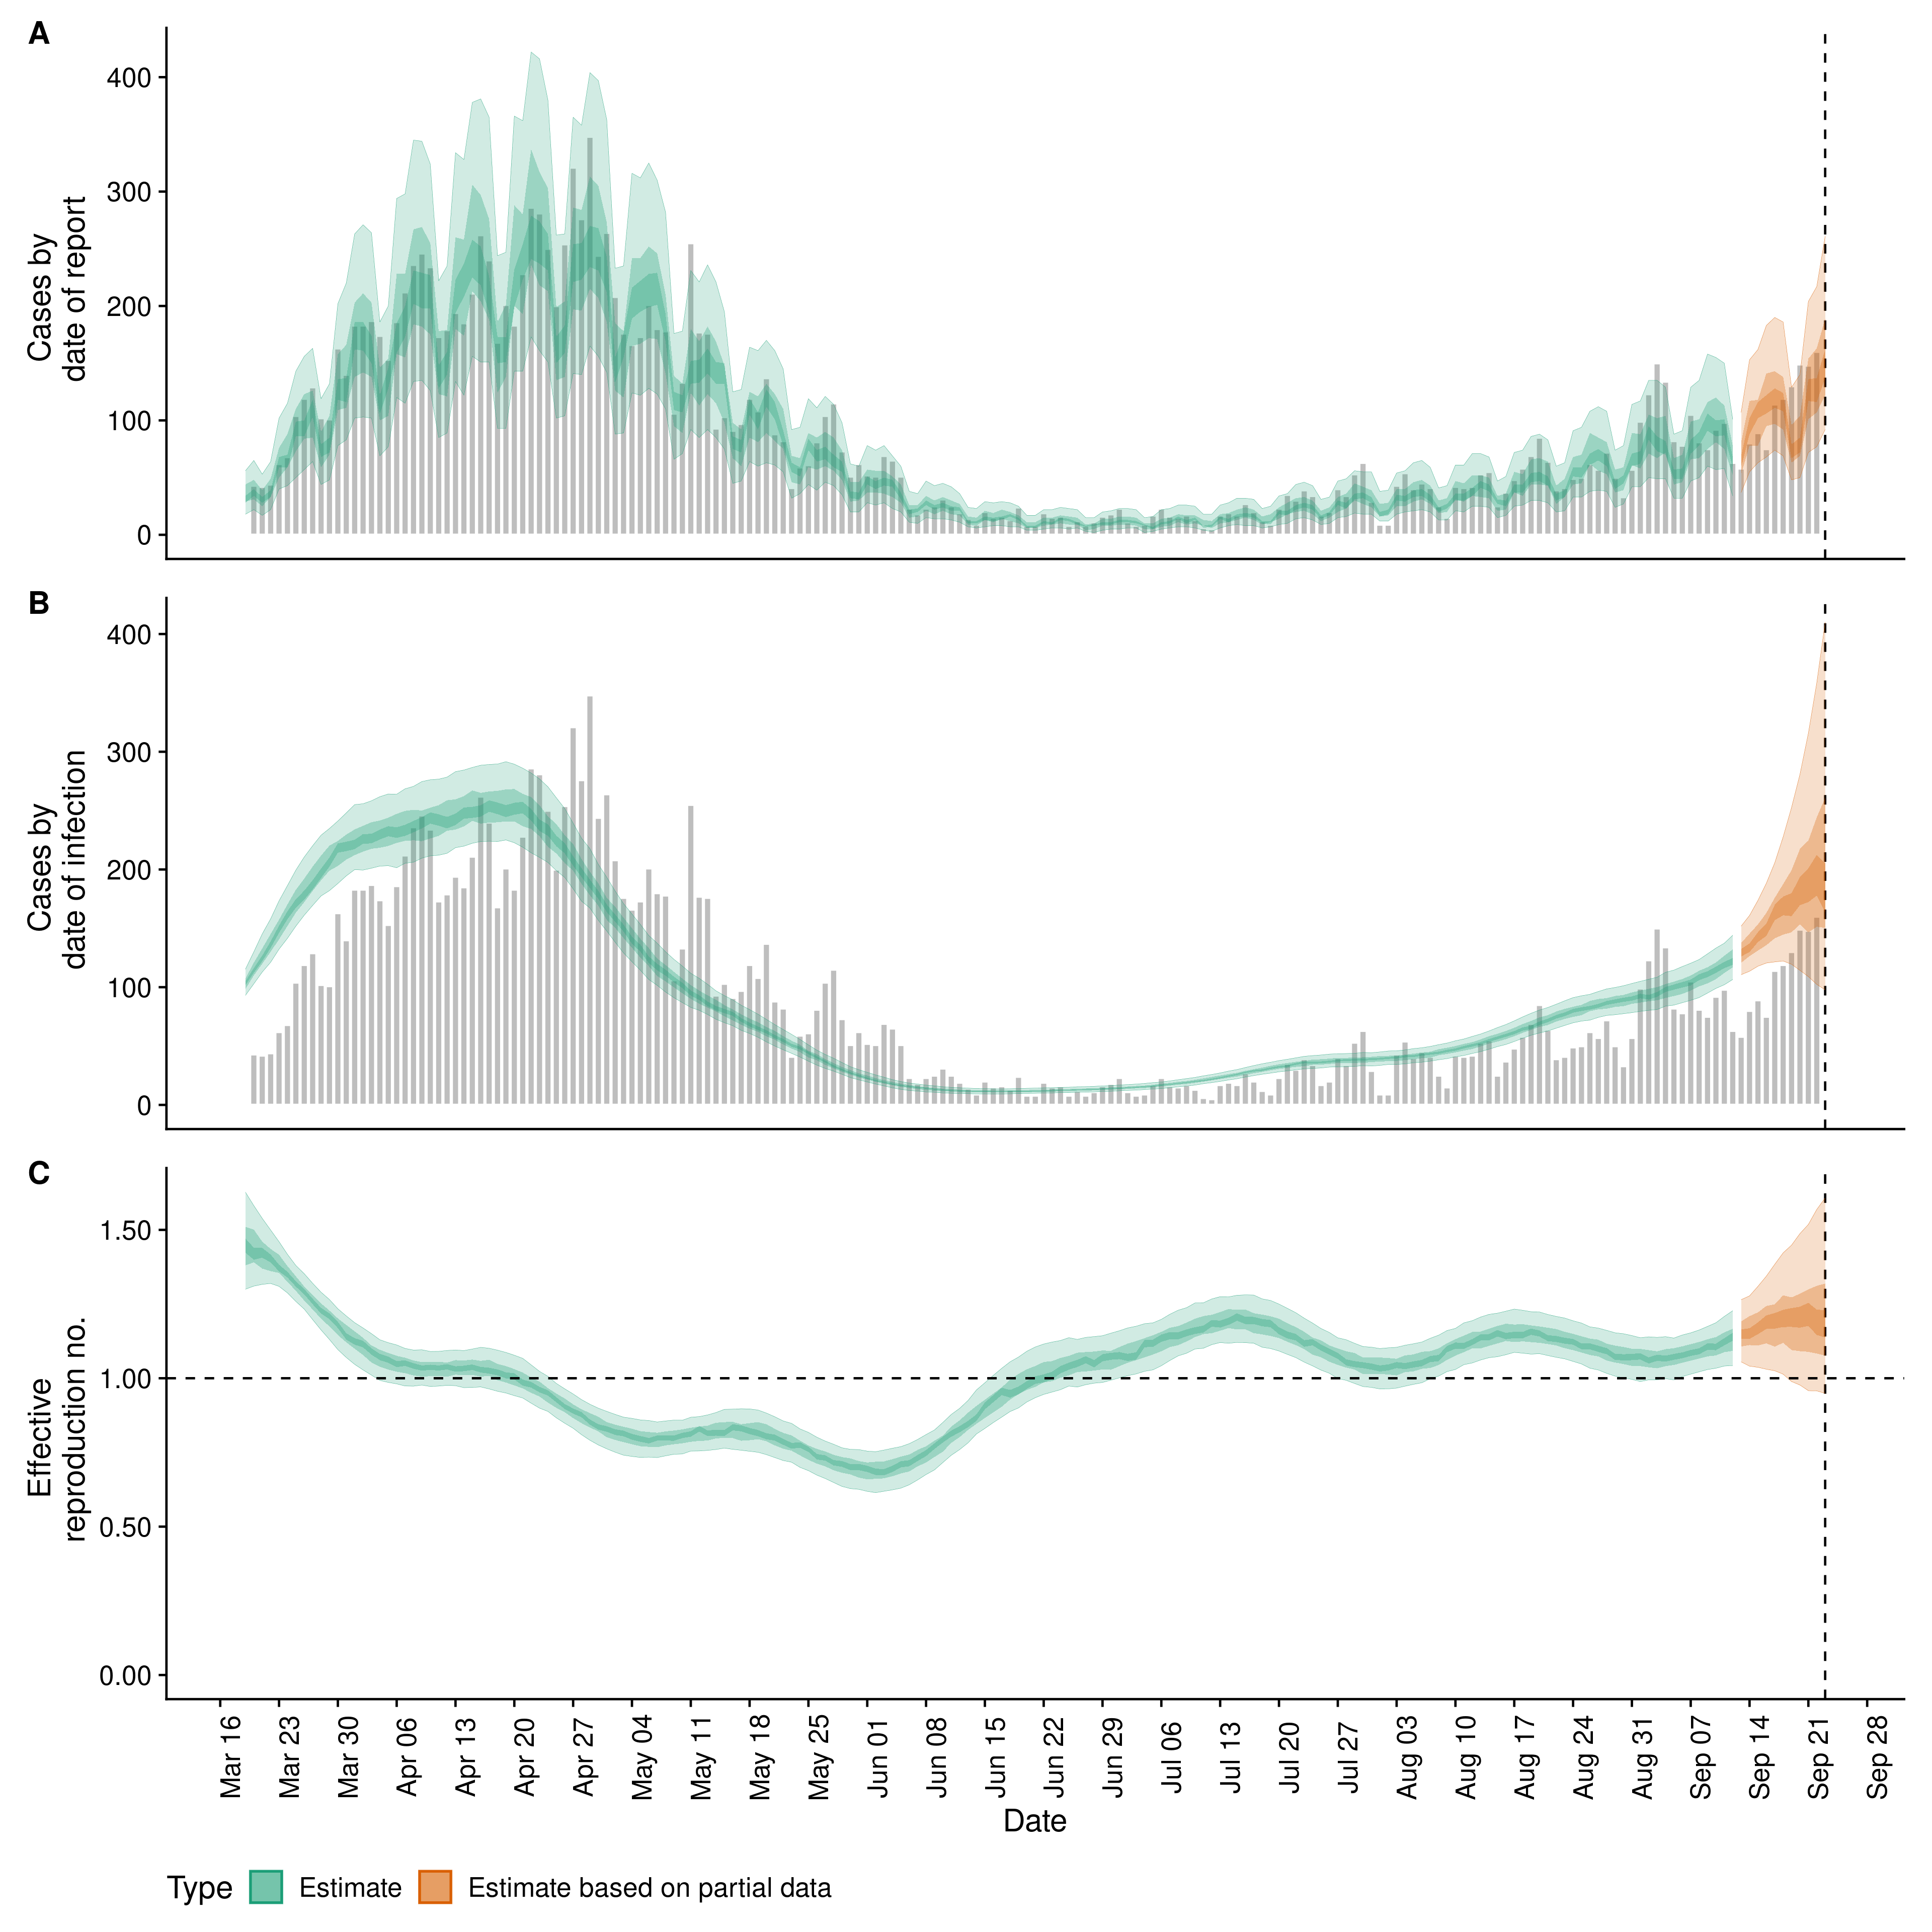 A
400
300
200
100
0
Cases by
date of report
B
400
300
200
100
0
Cases by
date of infection
C
1.50
1.00
0.50
0.00
Effective
reproduction no.
Mar 16
Mar 23
Mar 30
Apr 06
Apr 13
Apr 20
Apr 27
May 04
May 11
May 18
May 25
Jun 01
Jun 08
Jun 15
Jun 22
Jun 29
Jul 06
Jul 13
Jul 20
Jul 27
Aug 03
Aug 10
Aug 17
Aug 24
Aug 31
Sep 07
Sep 14
Sep 21
Sep 28
Date
Type Estimate Estimate based on partial data